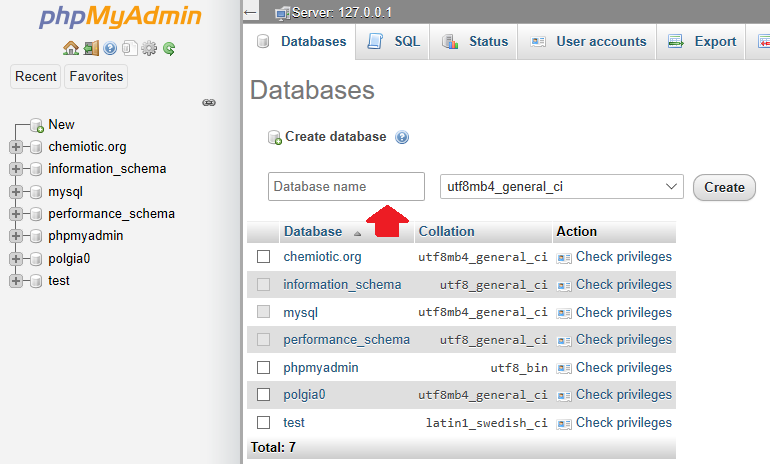 phpMyAdmin
Recent Favorites
New
chemiotic.org
information_schema
mysql
performance_schema
phpmyadmin
polgia0
test
Server: 127.0.0.1
Databases SQL Status User accounts Export
Databases
Create database
Database name utf8mb4_general_ci Create
Database Collation Action
chemiotic.org utf8mb4_general_ci Check privileges
information_schema utf8_general_ci Check privileges
mysql utf8mb4_general_ci Check privileges
performance_schema utf8_general_ci Check privileges
phpmyadmin utf8_bin Check privileges
polgia0 utf8mb4_general_ci Check privileges
test latin1_swedish_ci Check privileges
Total: 7